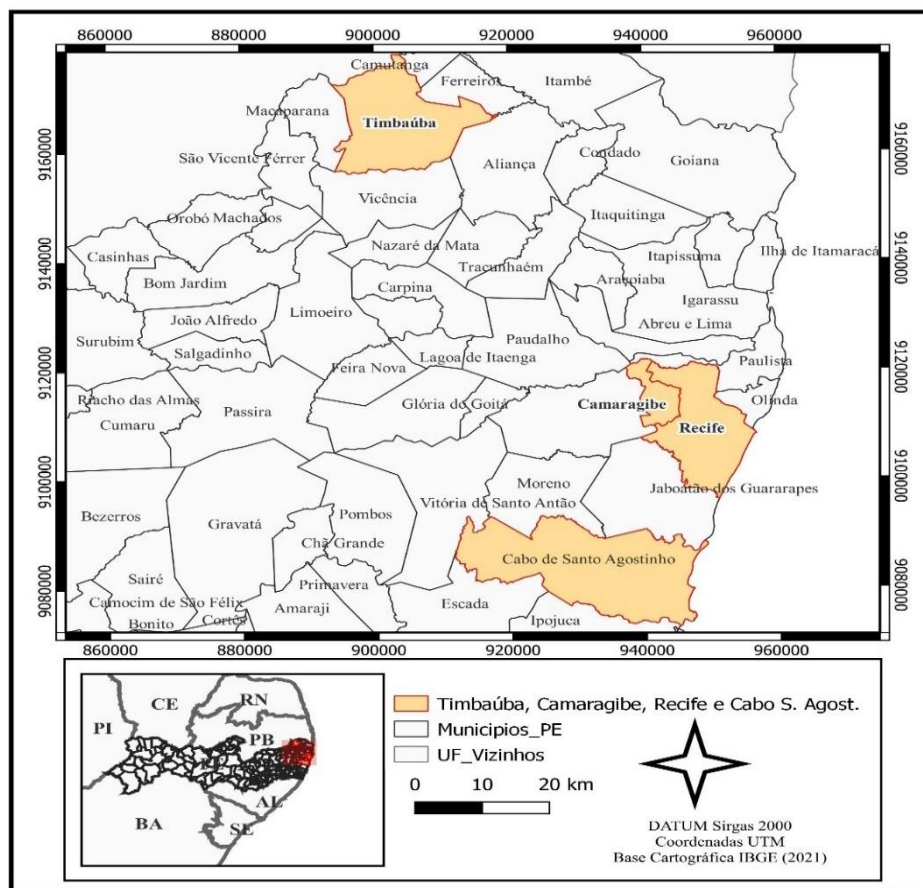 860000 880000 900000 920000 940000 960000
Camutanga
Ferreiros
Itambé
Macaparana
Timbaúba
9160000
9160000
São Vicente Férrer
Aliança
Condado
Goiana
Vicência
Orobó Machados
Itaquitinga
Nazaré da Mata
9140000
9140000
Casinhas
Tracunhaém
Itapissuma
Ilha de Itamaracá
Bom Jardim
Carpina
Araçoiaba
Igarassu
João Alfredo
Limoeiro
Abreu e Lima
Surubim
Paudalho
Salgadinho
Lagoa de Itaenga
Paulista
Feira Nova
9120000
9120000
Riacho das Almas
Olinda
Passira
Glória do Goitá
Camaragibe
Cumaru
Recife
9100000
9100000
Moreno
Jaboatão dos Guararapes
Bezerros
Gravatá
Pombos
Vitória de Santo Antão
Chã Grande
Cabo de Santo Agostinho
Sairé
Primavera
9080000
9080000
Camocim de São Félix
Amaraji
Escada
Bonito
Cortês
Ipojuca
860000 880000 900000 920000 940000 960000
CE
RN
PI
PB
AL
BA
SE
Timbaúba, Camaragibe, Recife e Cabo S. Agost.
Municipios_PE
UF_Vizinhos
0 10 20 km
DATUM Sirgas 2000
Coordenadas UTM
Base Cartográfica IBGE (2021)